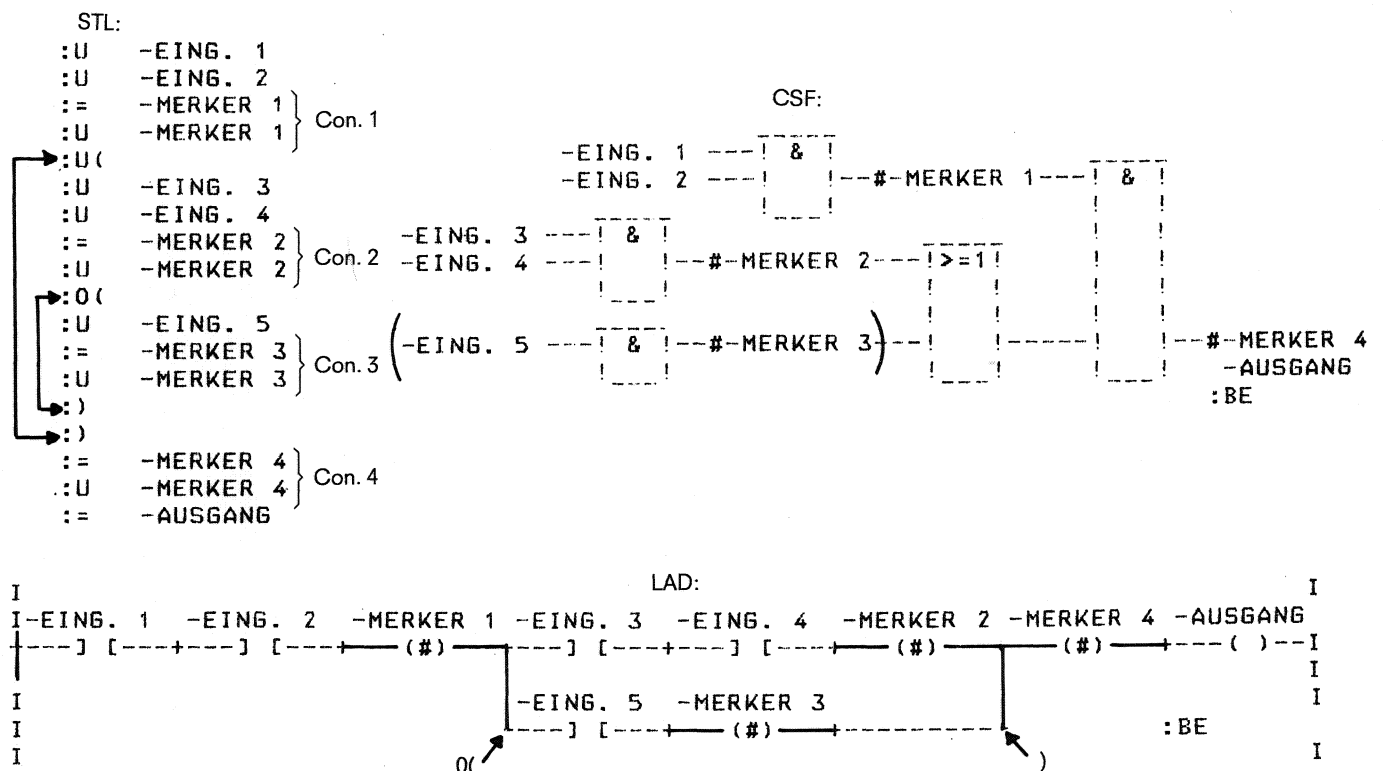 STL:
:U -EING. 1
:U -EING. 2
:= -MERKER 1
:U -MERKER 1
Con. 1
:U(
:U -EING. 3
:U -EING. 4
:= -MERKER 2
:U -MERKER 2
Con. 2
:O(
:U -EING. 5
:= -MERKER 3
:U -MERKER 3
Con. 3
:)
:)
:= -MERKER 4
:U -MERKER 4
Con. 4
:= -AUSGANG
CSF:
-EING. 1 ---! & !
-EING. 2 ---! !--#-MERKER 1---! & !
-EING. 3 ---! & !
-EING. 4 ---! !--#-MERKER 2---!>=1!
(-EING. 5 ---! & !--#-MERKER 3)---! !-----! !--#-MERKER 4
-AUSGANG
:BE
LAD:
I I
I-EING. 1 -EING. 2 -MERKER 1 -EING. 3 -EING. 4 -MERKER 2 -MERKER 4 -AUSGANG I
+---] [---+---] [----+---(#)---- ----] [----+---] [----+---(#)---- ---(#)----+---( )--I
I
I -EING. 5 -MERKER 3 I
I ----] [----+---(#)----+---------- :BE
I O( ) I